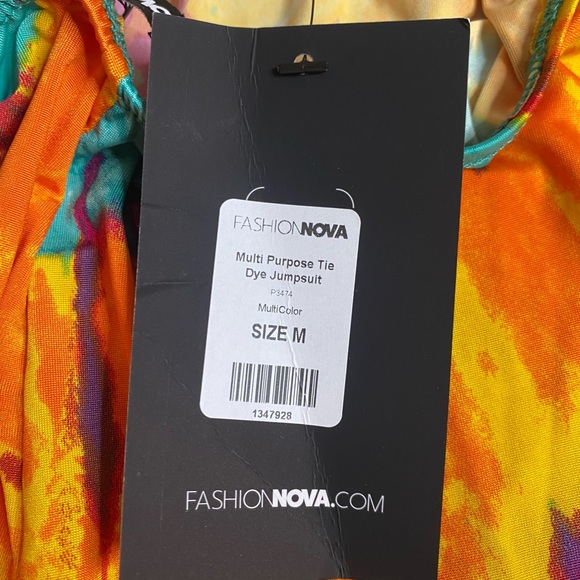 FASHIONNOVA
Multi Purpose Tie
Dye Jumpsuit
P3474
MultiColor
SIZE M
1347928
FASHIONNOVA.COM